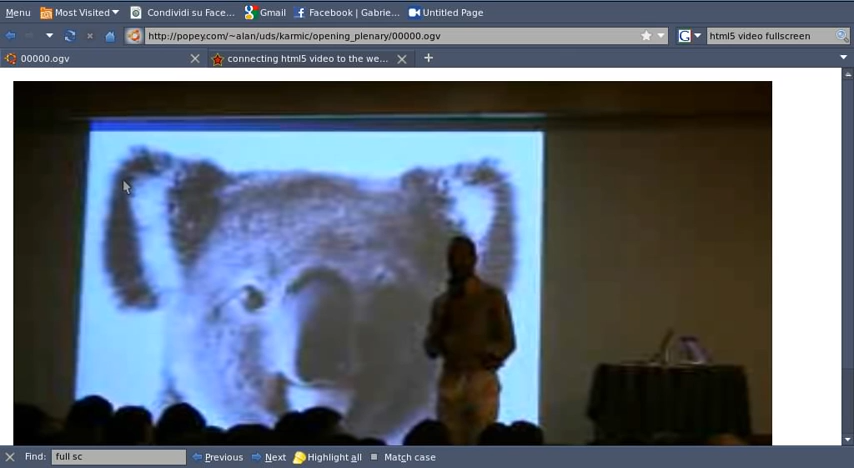 Menu Most Visited Condividi su Face... Gmail Facebook | Gabrie... Untitled Page
http://popey.com/~alan/uds/karmic/opening_plenary/00000.ogv html5 video fullscreen
00000.ogv connecting html5 video to the we...
Find: full sc Previous Next Highlight all Match case